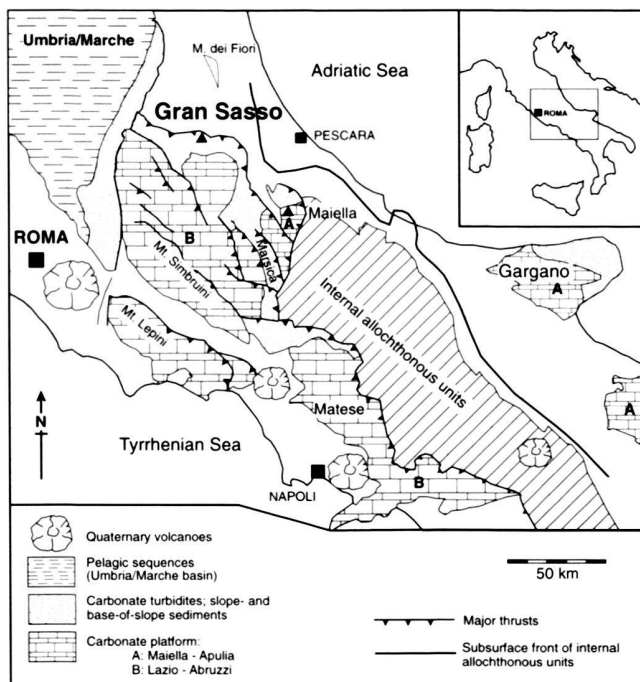 Umbria/Marche
M. dei Fiori
Adriatic Sea
Gran Sasso
PESCARA
ROMA
Maiella
A
B
Marsica
ROMA
Mt. Simbruini
Gargano
A
Internal allochthonous units
Mt. Lepini
A
N
Matese
Tyrrhenian Sea
NAPOLI
B
Quaternary volcanoes
Pelagic sequences
(Umbria/Marche basin)
Carbonate turbidites; slope- and
base-of-slope sediments
Carbonate platform:
A: Maiella - Apulia
B: Lazio - Abruzzi
50 km
Major thrusts
Subsurface front of internal
allochthonous units